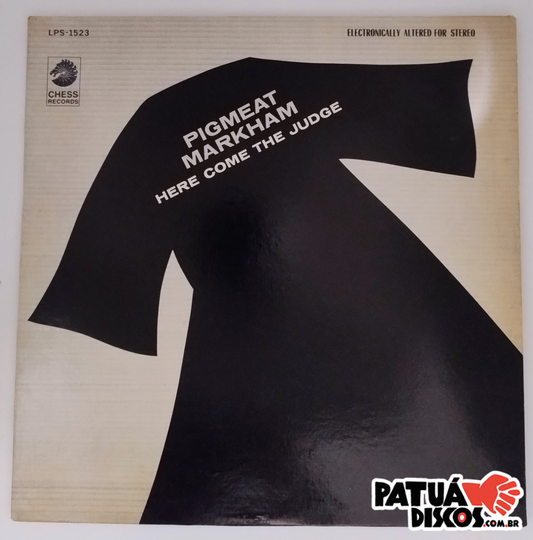 LPS-1523
ELECTRONICALLY ALTERED FOR STEREO
CHESS
RECORDS
PIGMEAT
MARKHAM
HERE COME THE JUDGE
PATUÁ
DISCOS.COM.BR